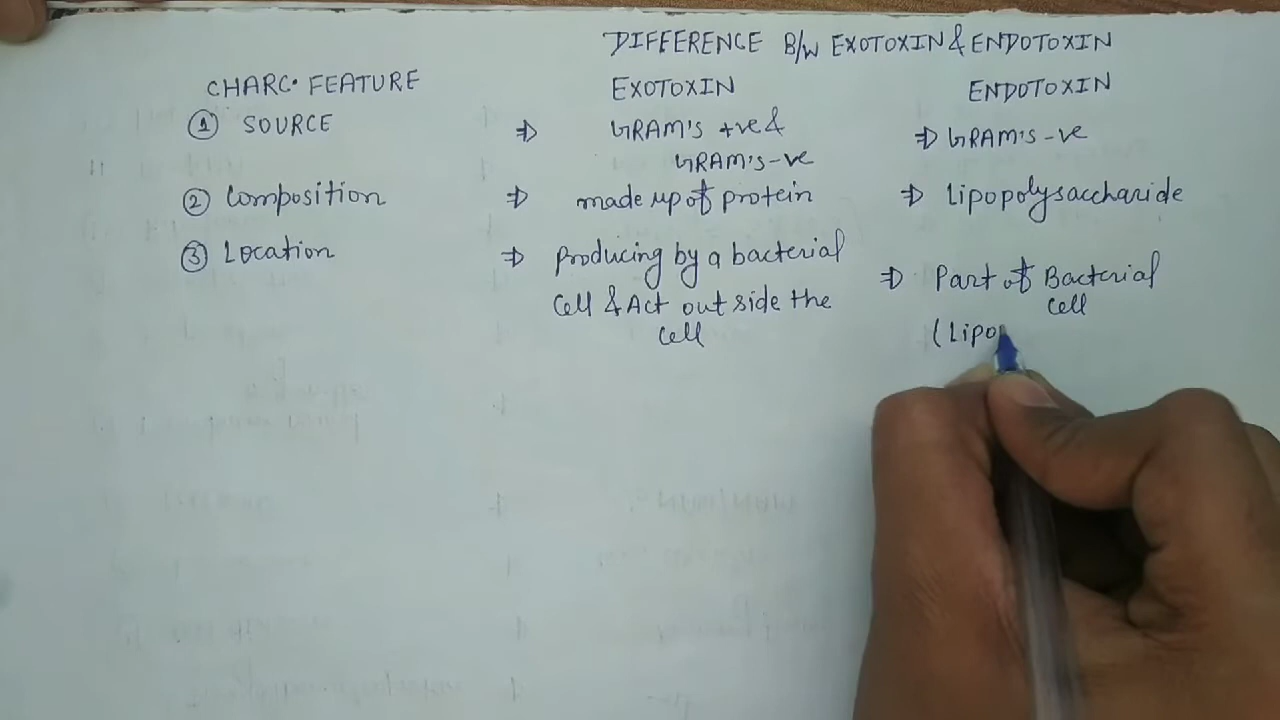 DIFFERENCE B/W EXOTOXIN & ENDOTOXIN
CHARC. FEATURE EXOTOXIN ENDOTOXIN
① SOURCE ⇒ GRAM'S +ve & ⇒ GRAM'S -ve
GRAM'S -ve
② Composition ⇒ made up of protein ⇒ Lipopolysaccharide
③ Location ⇒ Producing by a bacterial ⇒ Part of Bacterial
Cell & Act out side the cell
cell (Lipo